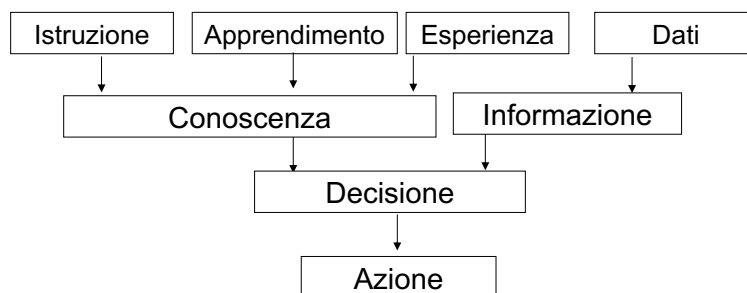 Istruzione
Apprendimento
Esperienza
Dati
Conoscenza
Informazione
Decisione
Azione